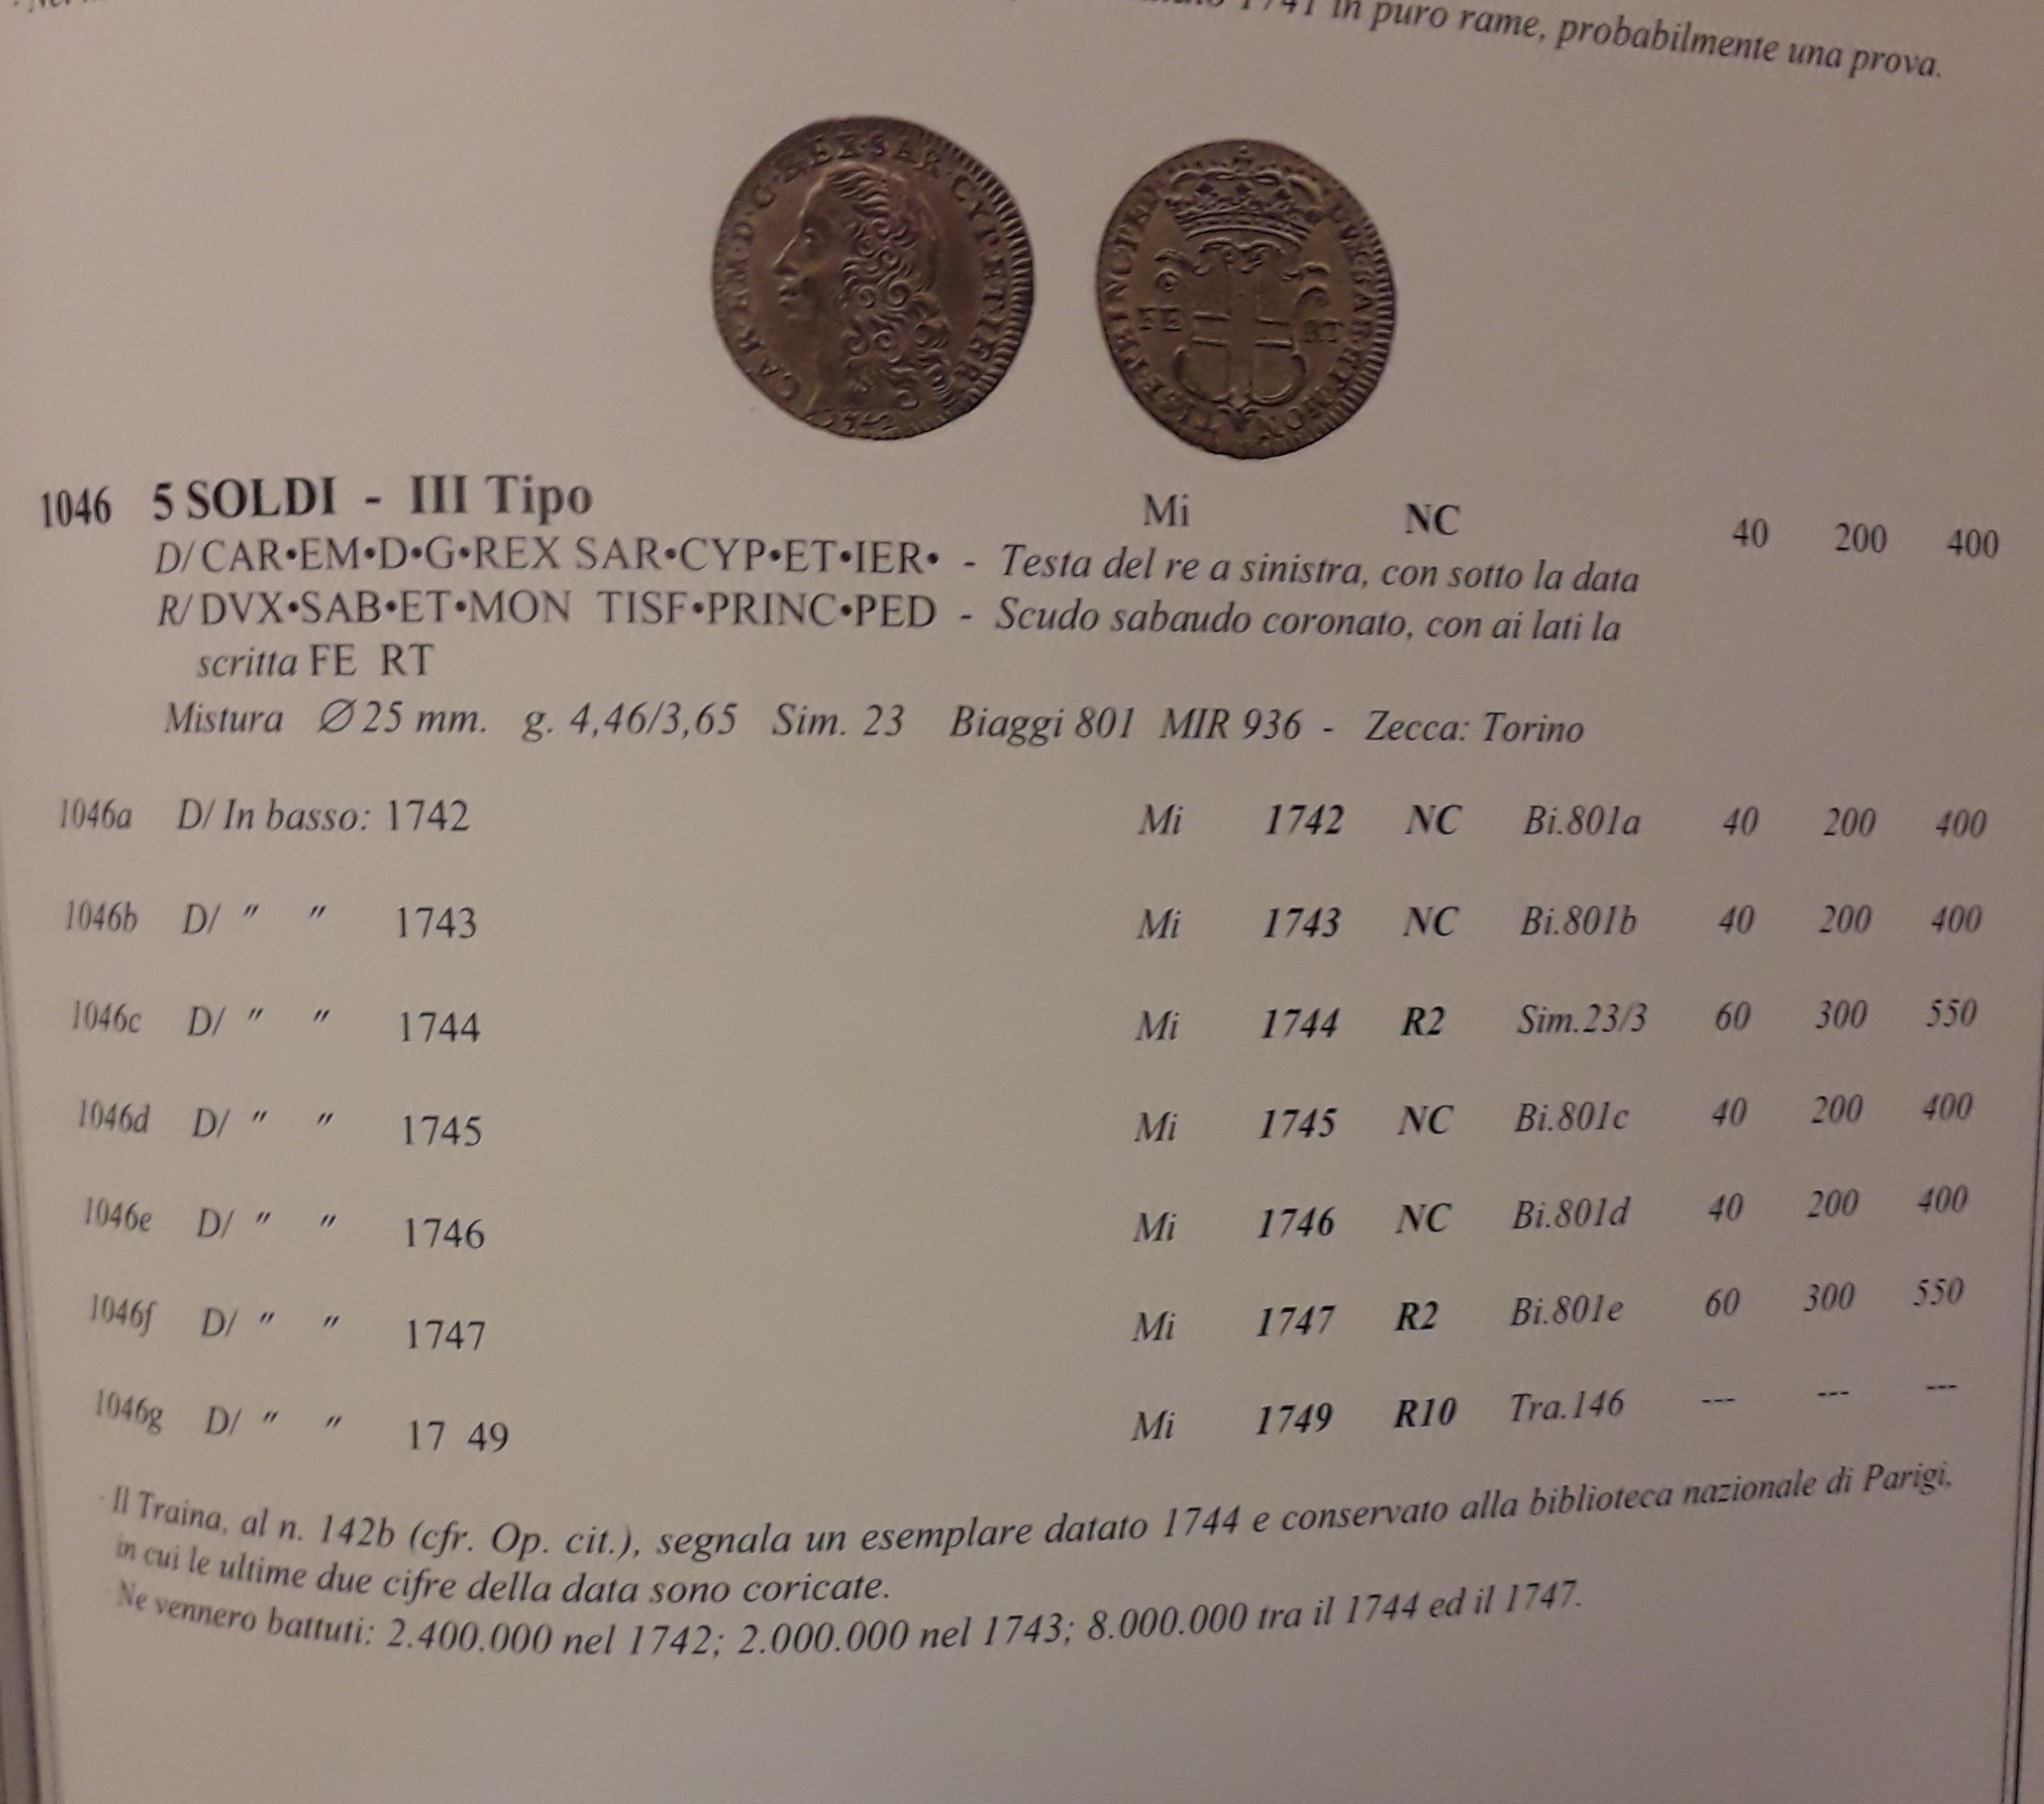 1741 in puro rame, probabilmente una prova.
1046 5 SOLDI - III Tipo Mi NC 40 200 400
D/ CAR•EM•D•G•REX SAR•CYP•ET•IER• - Testa del re a sinistra, con sotto la data
R/ DVX•SAB•ET•MON TISF•PRINC•PED - Scudo sabaudo coronato, con ai lati la
scritta FE RT
Mistura Ø 25 mm. g. 4,46/3,65 Sim. 23 Biaggi 801 MIR 936 - Zecca: Torino
1046a D/ In basso: 1742 Mi 1742 NC Bi.801a 40 200 400
1046b D/ " " 1743 Mi 1743 NC Bi.801b 40 200 400
1046c D/ " " 1744 Mi 1744 R2 Sim.23/3 60 300 550
1046d D/ " " 1745 Mi 1745 NC Bi.801c 40 200 400
1046e D/ " " 1746 Mi 1746 NC Bi.801d 40 200 400
1046f D/ " " 1747 Mi 1747 R2 Bi.801e 60 300 550
1046g D/ " " 17 49 Mi 1749 R10 Tra.146 --- --- ---
· Il Traina, al n. 142b (cfr. Op. cit.), segnala un esemplare datato 1744 e conservato alla biblioteca nazionale di Parigi,
in cui le ultime due cifre della data sono coricate.
· Ne vennero battuti: 2.400.000 nel 1742; 2.000.000 nel 1743; 8.000.000 tra il 1744 ed il 1747.